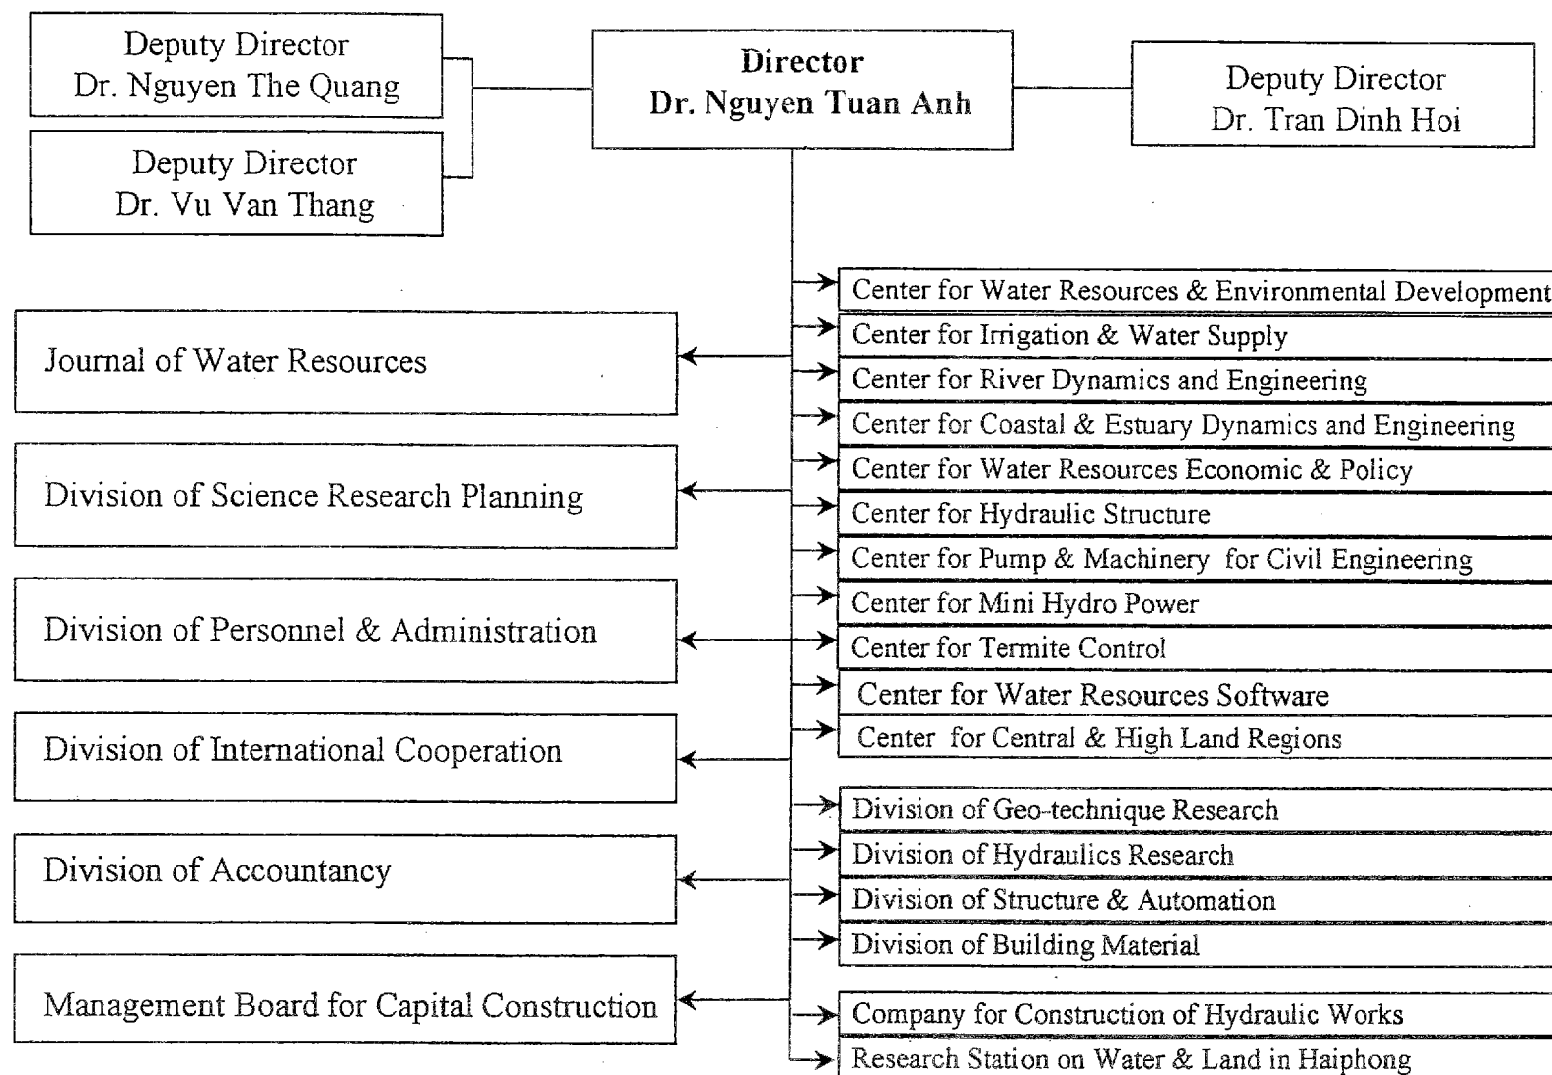 Deputy Director
Dr. Nguyen The Quang
Deputy Director
Dr. Vu Van Thang
Director
Dr. Nguyen Tuan Anh
Deputy Director
Dr. Tran Dinh Hoi
Journal of Water Resources
Division of Science Research Planning
Division of Personnel & Administration
Division of International Cooperation
Division of Accountancy
Management Board for Capital Construction
Center for Water Resources & Environmental Development
Center for Irrigation & Water Supply
Center for River Dynamics and Engineering
Center for Coastal & Estuary Dynamics and Engineering
Center for Water Resources Economic & Policy
Center for Hydraulic Structure
Center for Pump & Machinery for Civil Engineering
Center for Mini Hydro Power
Center for Termite Control
Center for Water Resources Software
Center for Central & High Land Regions
Division of Geo-technique Research
Division of Hydraulics Research
Division of Structure & Automation
Division of Building Material
Company for Construction of Hydraulic Works
Research Station on Water & Land in Haiphong